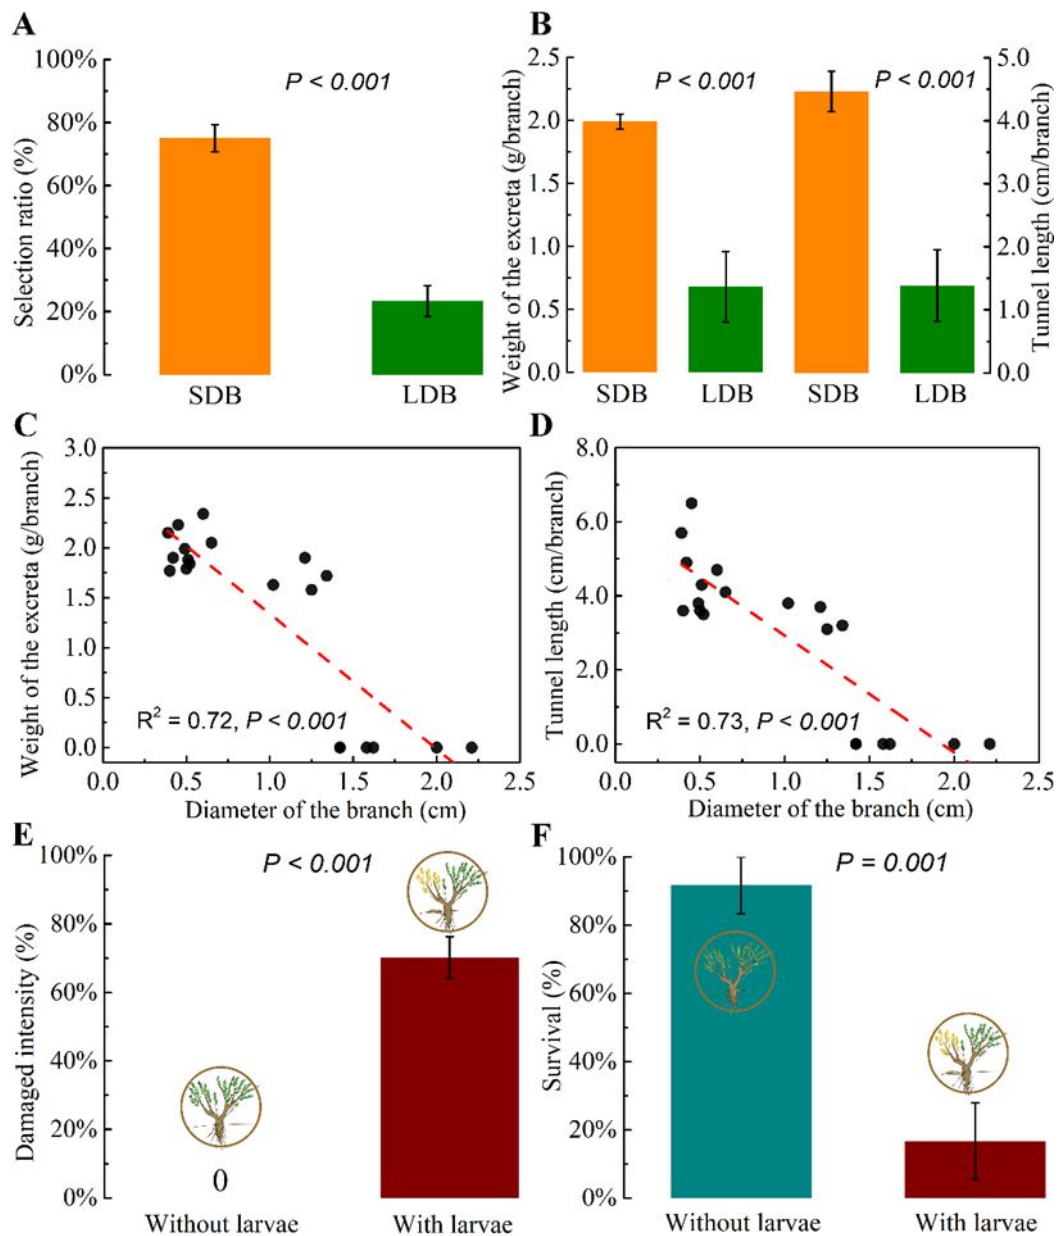 A
Selection ratio (%)
100%
80%
60%
40%
20%
0%
P < 0.001
SDB
LDB
B
Weight of the excreta (g/branch)
2.5
2.0
1.5
1.0
0.5
0.0
P < 0.001
P < 0.001
5.0
4.0
3.0
2.0
1.0
0.0
Tunnel length (cm/branch)
SDB
LDB
SDB
LDB
C
Weight of the excreta (g/branch)
3.0
2.5
2.0
1.5
1.0
0.5
0.0
R² = 0.72, P < 0.001
0.0
0.5
1.0
1.5
2.0
2.5
Diameter of the branch (cm)
D
Tunnel length (cm/branch)
8.0
6.0
4.0
2.0
0.0
R² = 0.73, P < 0.001
0.0
0.5
1.0
1.5
2.0
2.5
Diameter of the branch (cm)
E
Damaged intensity (%)
100%
80%
60%
40%
20%
0%
P < 0.001
0
Without larvae
With larvae
F
Survival (%)
100%
80%
60%
40%
20%
0%
P = 0.001
Without larvae
With larvae